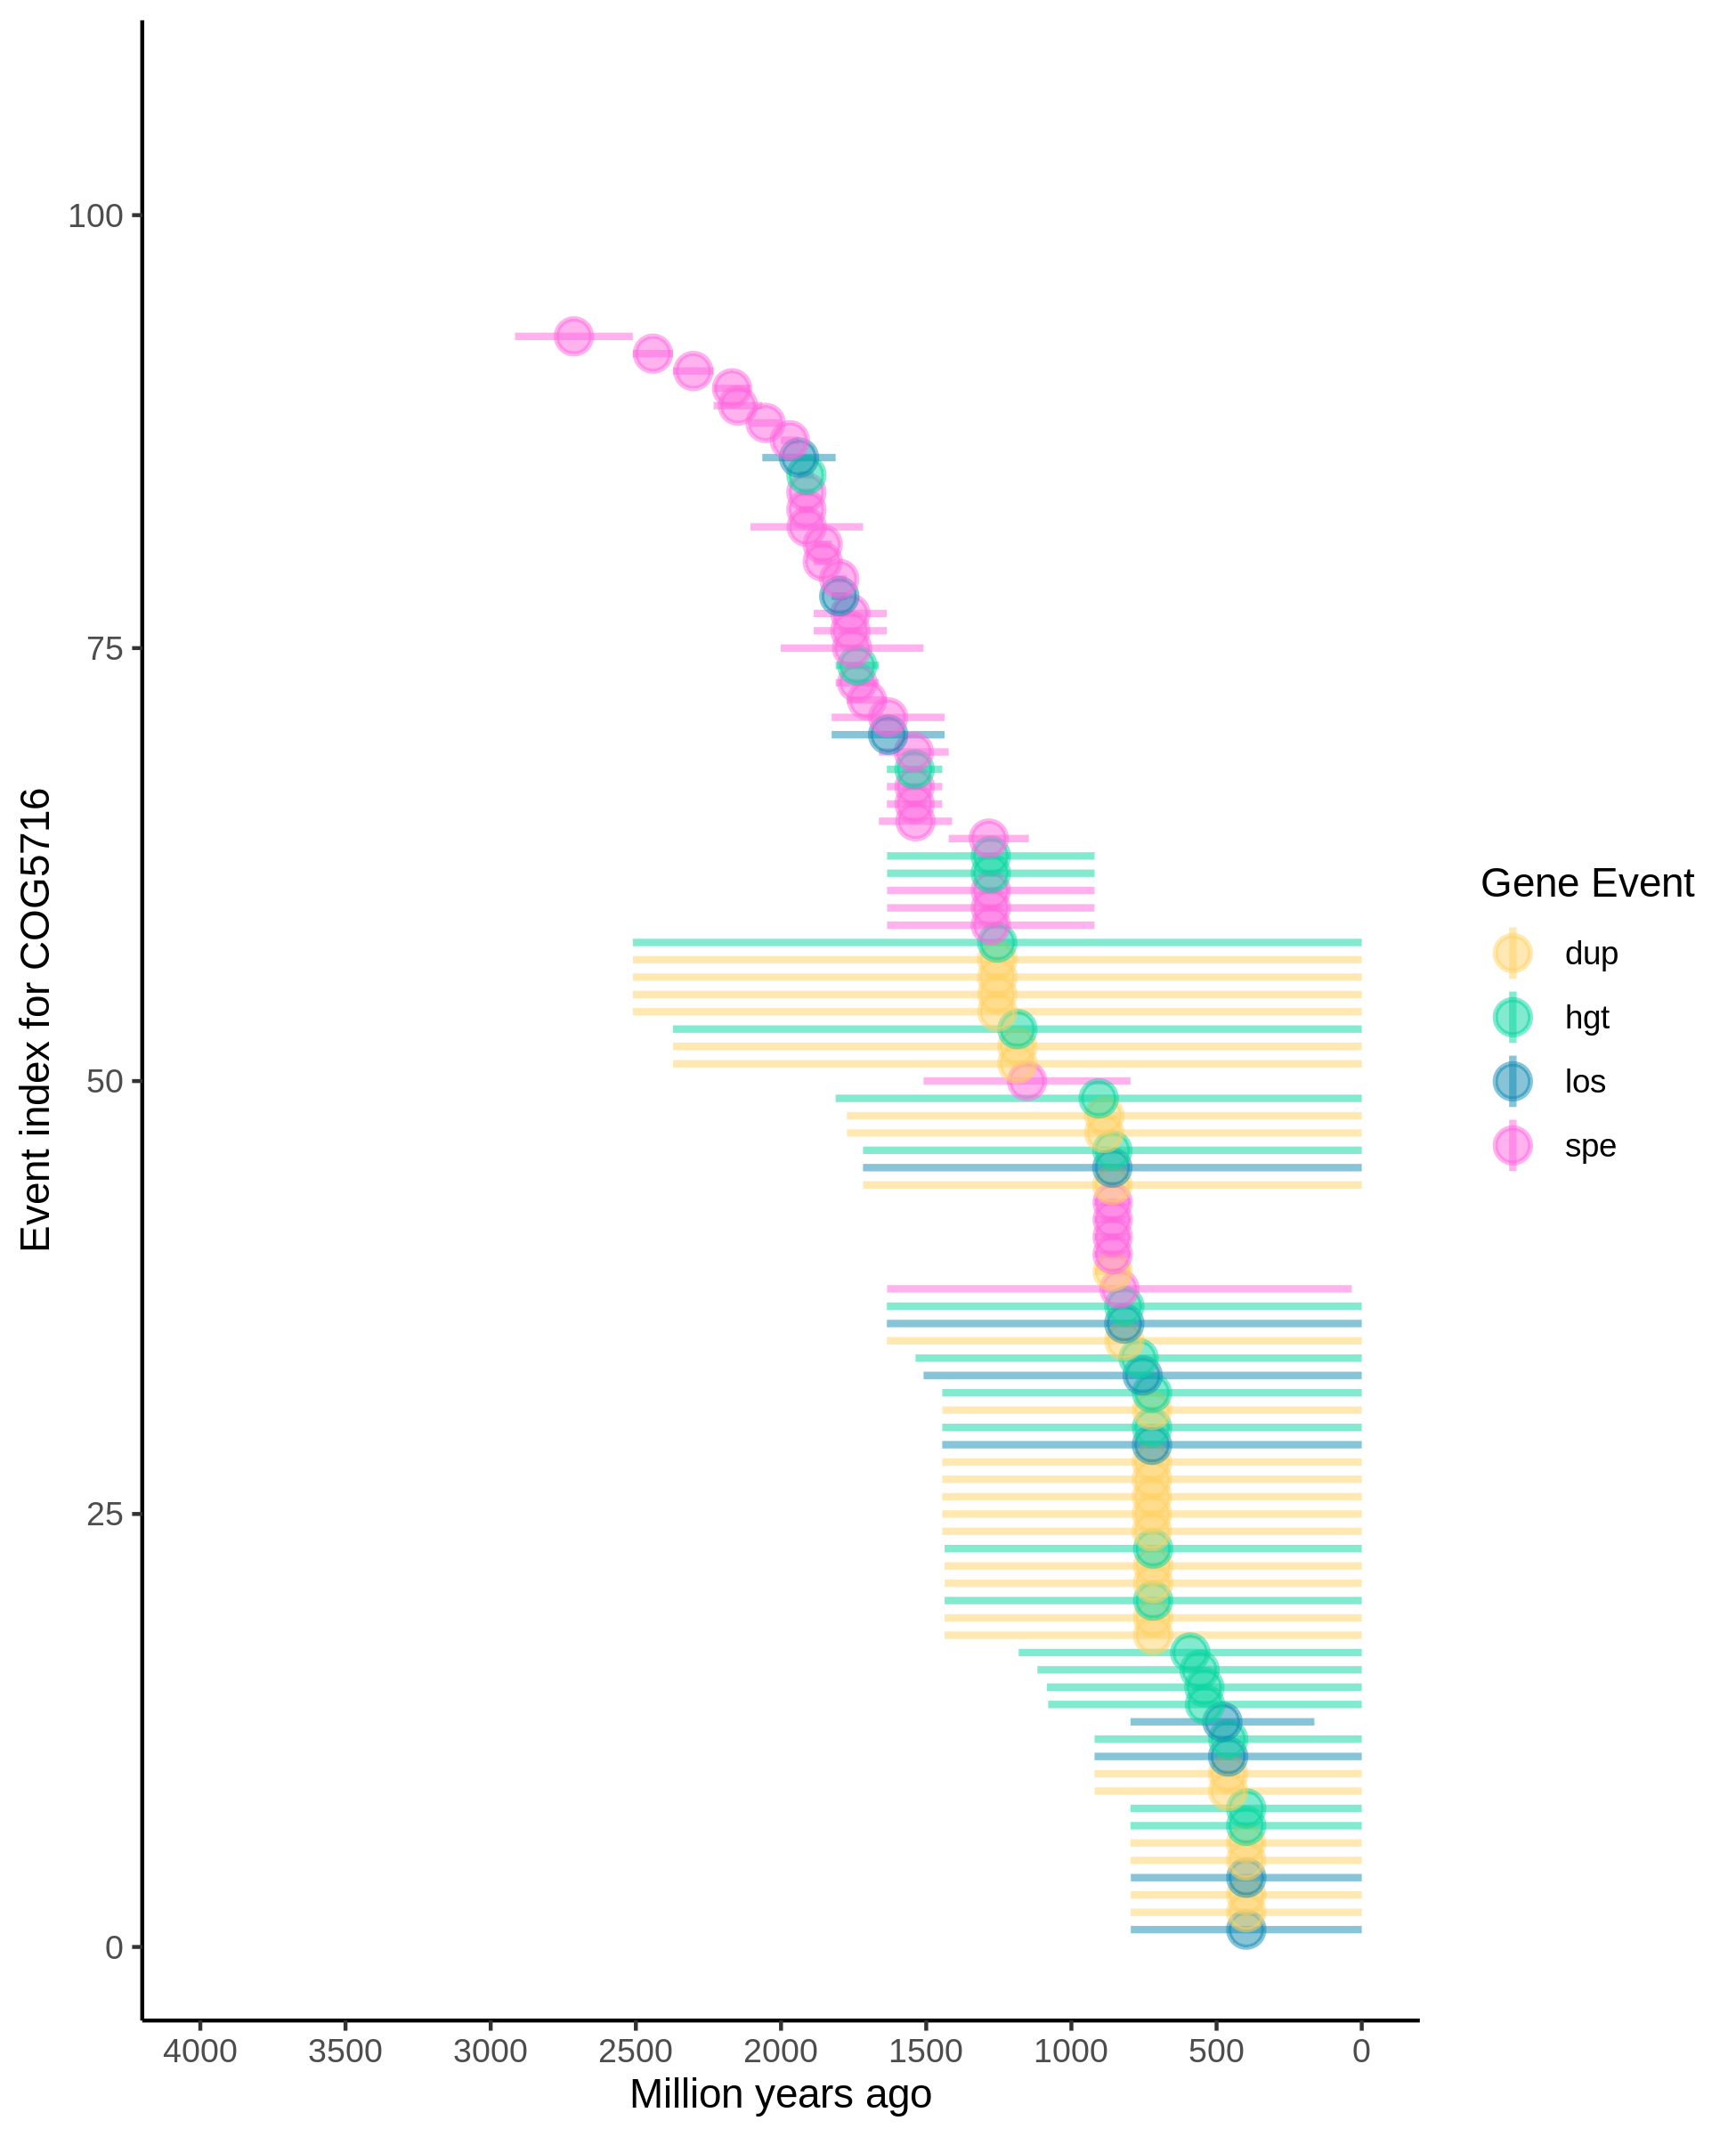 100
75
50
25
0
Event index for COG5716
4000 3500 3000 2500 2000 1500 1000 500 0
Million years ago
Gene Event
dup
hgt
los
spe